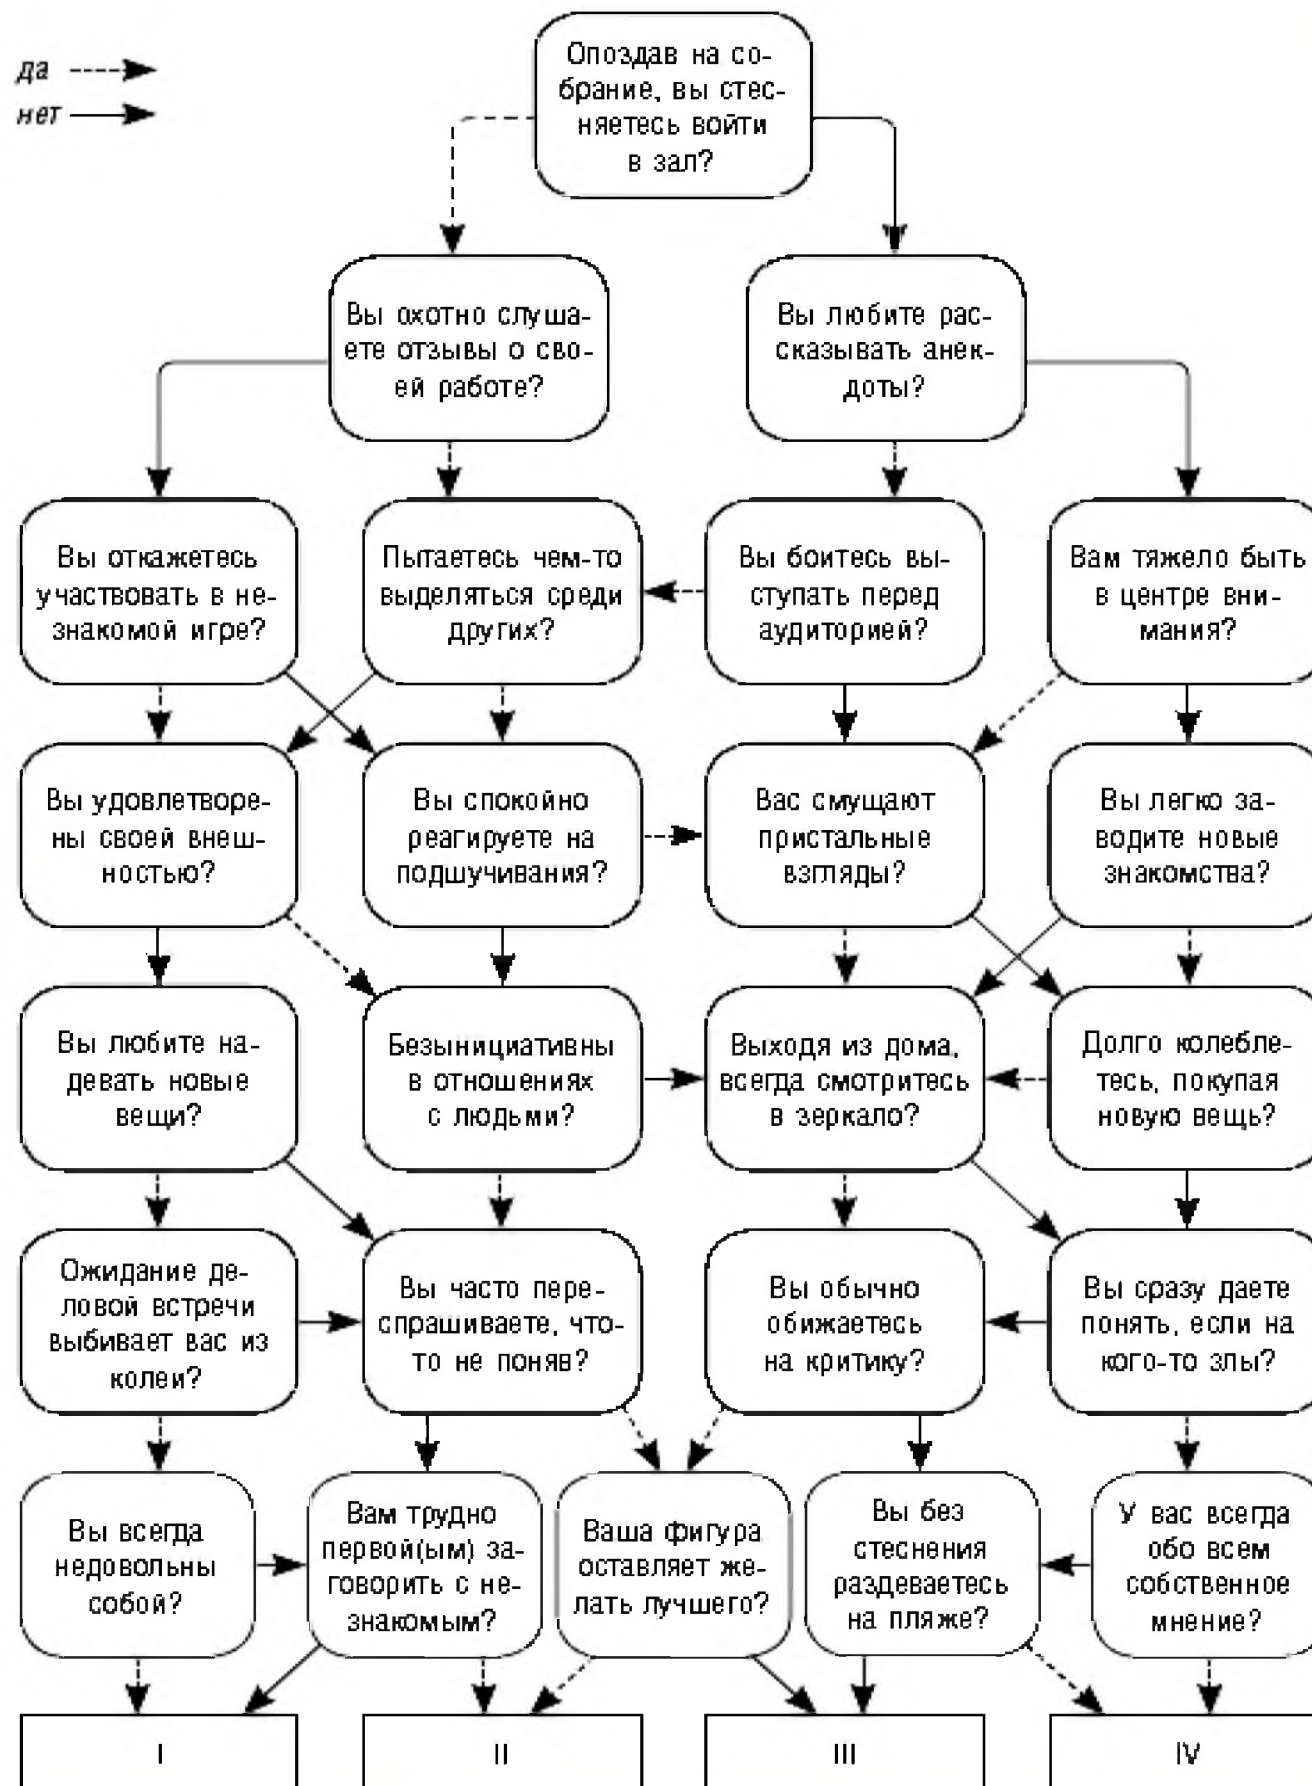 да
нет
Опоздав на со-
брание, вы стес-
няетесь войти
в зал?
Вы охотно слуша-
ете отзывы о сво-
ей работе?
Вы любите рас-
сказывать анек-
доты?
Вы откажетесь
участвовать в не-
знакомой игре?
Пытаетесь чем-то
выделяться среди
других?
Вы боитесь вы-
ступать перед
аудиторией?
Вам тяжело быть
в центре вни-
мания?
Вы удовлетворе-
ны своей внеш-
ностью?
Вы спокойно
реагируете на
подшучивания?
Вас смущают
пристальные
взгляды?
Вы легко за-
водите новые
знакомства?
Вы любите на-
девать новые
вещи?
Безынициативны
в отношениях
с людьми?
Выходя из дома,
всегда смотритесь
в зеркало?
Долго колебле-
тесь, покупая
новую вещь?
Ожидание де-
ловой встречи
выбивает вас из
колеи?
Вы часто пере-
спрашиваете, что-
то не поняв?
Вы обычно
обижаетесь
на критику?
Вы сразу даете
понять, если на
кого-то злы?
Вы всегда
недовольны
собой?
Вам трудно
первой(ым) за-
говорить с не-
знакомым?
Ваша фигура
оставляет же-
лать лучшего?
Вы без
стеснения
раздеваетесь
на пляже?
У вас всегда
обо всем
собственное
мнение?
I
II
III
IV